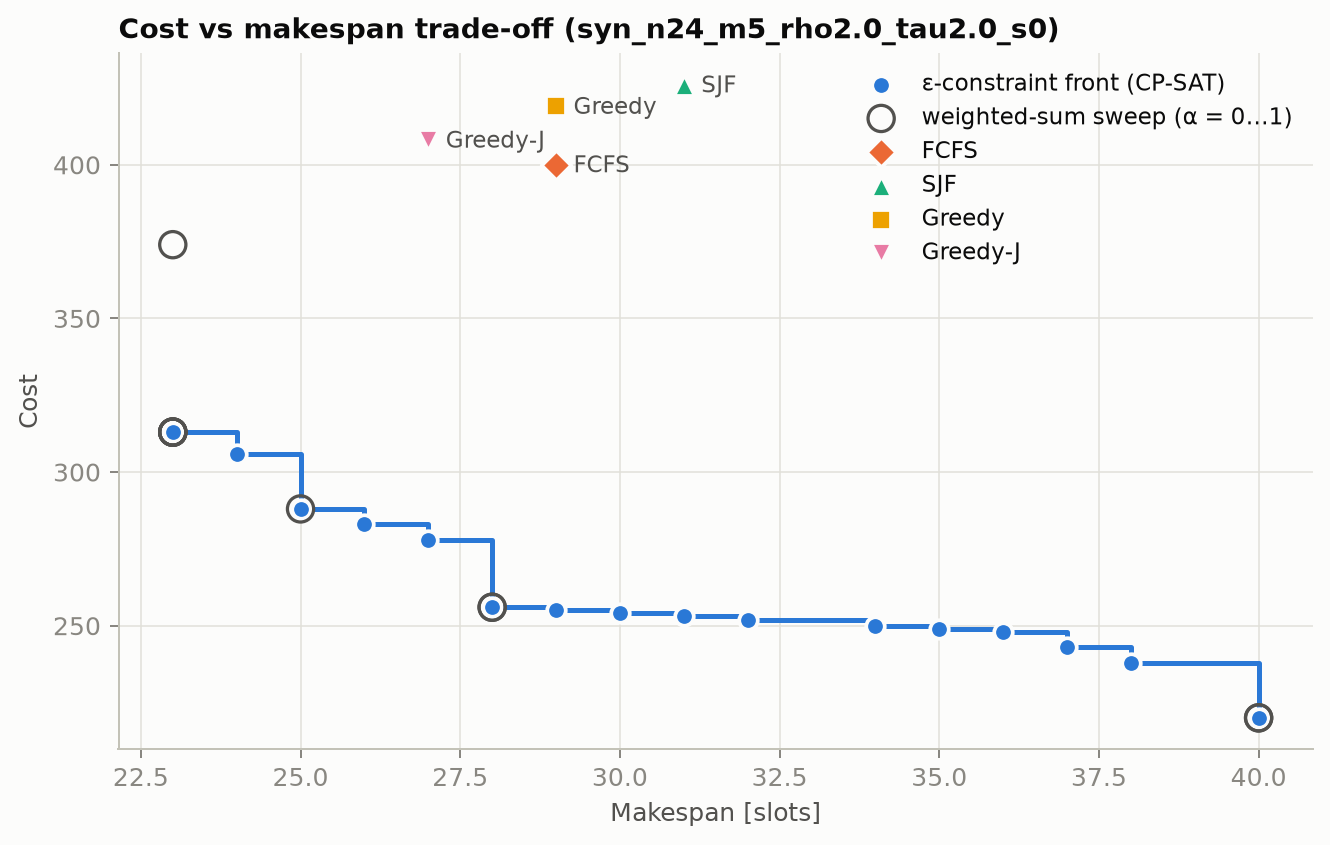 Cost vs makespan trade-off (syn_n24_m5_rho2.0_tau2.0_s0)
SJF
Greedy
Greedy-J
FCFS
ε-constraint front (CP-SAT)
weighted-sum sweep (α = 0…1)
FCFS
SJF
Greedy
Greedy-J
400
350
300
250
Cost
22.5 25.0 27.5 30.0 32.5 35.0 37.5 40.0
Makespan [slots]